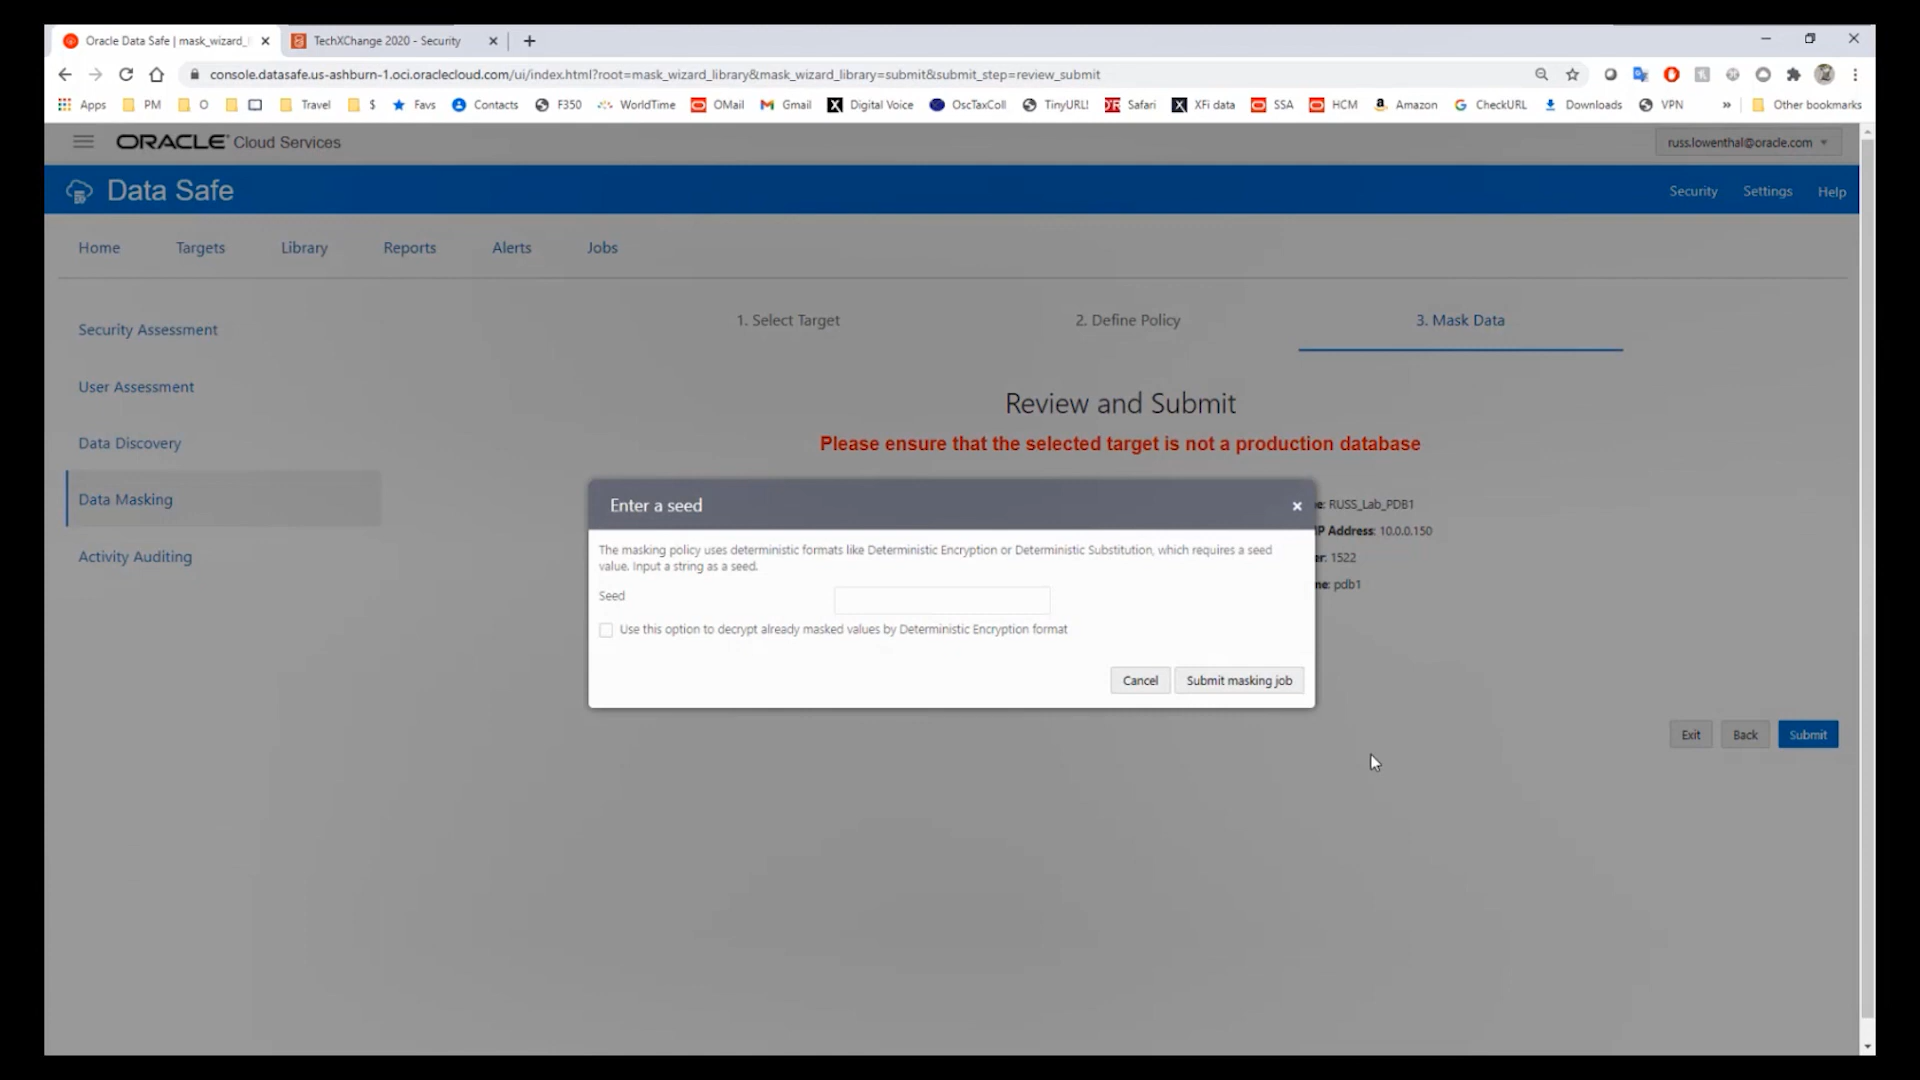 Oracle Data Safe | mask_wizard_l
TechXChange 2020 - Security
console.datasafe.us-ashburn-1.oci.oraclecloud.com/ui/index.html?root=mask_wizard_library&mask_wizard_library=submit&submit_step=review_submit
Apps PM O Travel $ Favs Contacts F350 WorldTime OMail Gmail Digital Voice OscTaxColl TinyURL! Safari XFi data SSA HCM Amazon CheckURL Downloads VPN » Other bookmarks
ORACLE Cloud Services
russ.lowenthal@oracle.com
Data Safe
Security Settings Help
Home Targets Library Reports Alerts Jobs
Security Assessment
User Assessment
Data Discovery
Data Masking
Activity Auditing
1. Select Target 2. Define Policy 3. Mask Data
Review and Submit
Please ensure that the selected target is not a production database
e: RUSS_Lab_PDB1
IP Address: 10.0.0.150
er: 1522
me: pdb1
Enter a seed
The masking policy uses deterministic formats like Deterministic Encryption or Deterministic Substitution, which requires a seed
value. Input a string as a seed.
Seed
Use this option to decrypt already masked values by Deterministic Encryption format
Cancel Submit masking job
Exit Back Submit